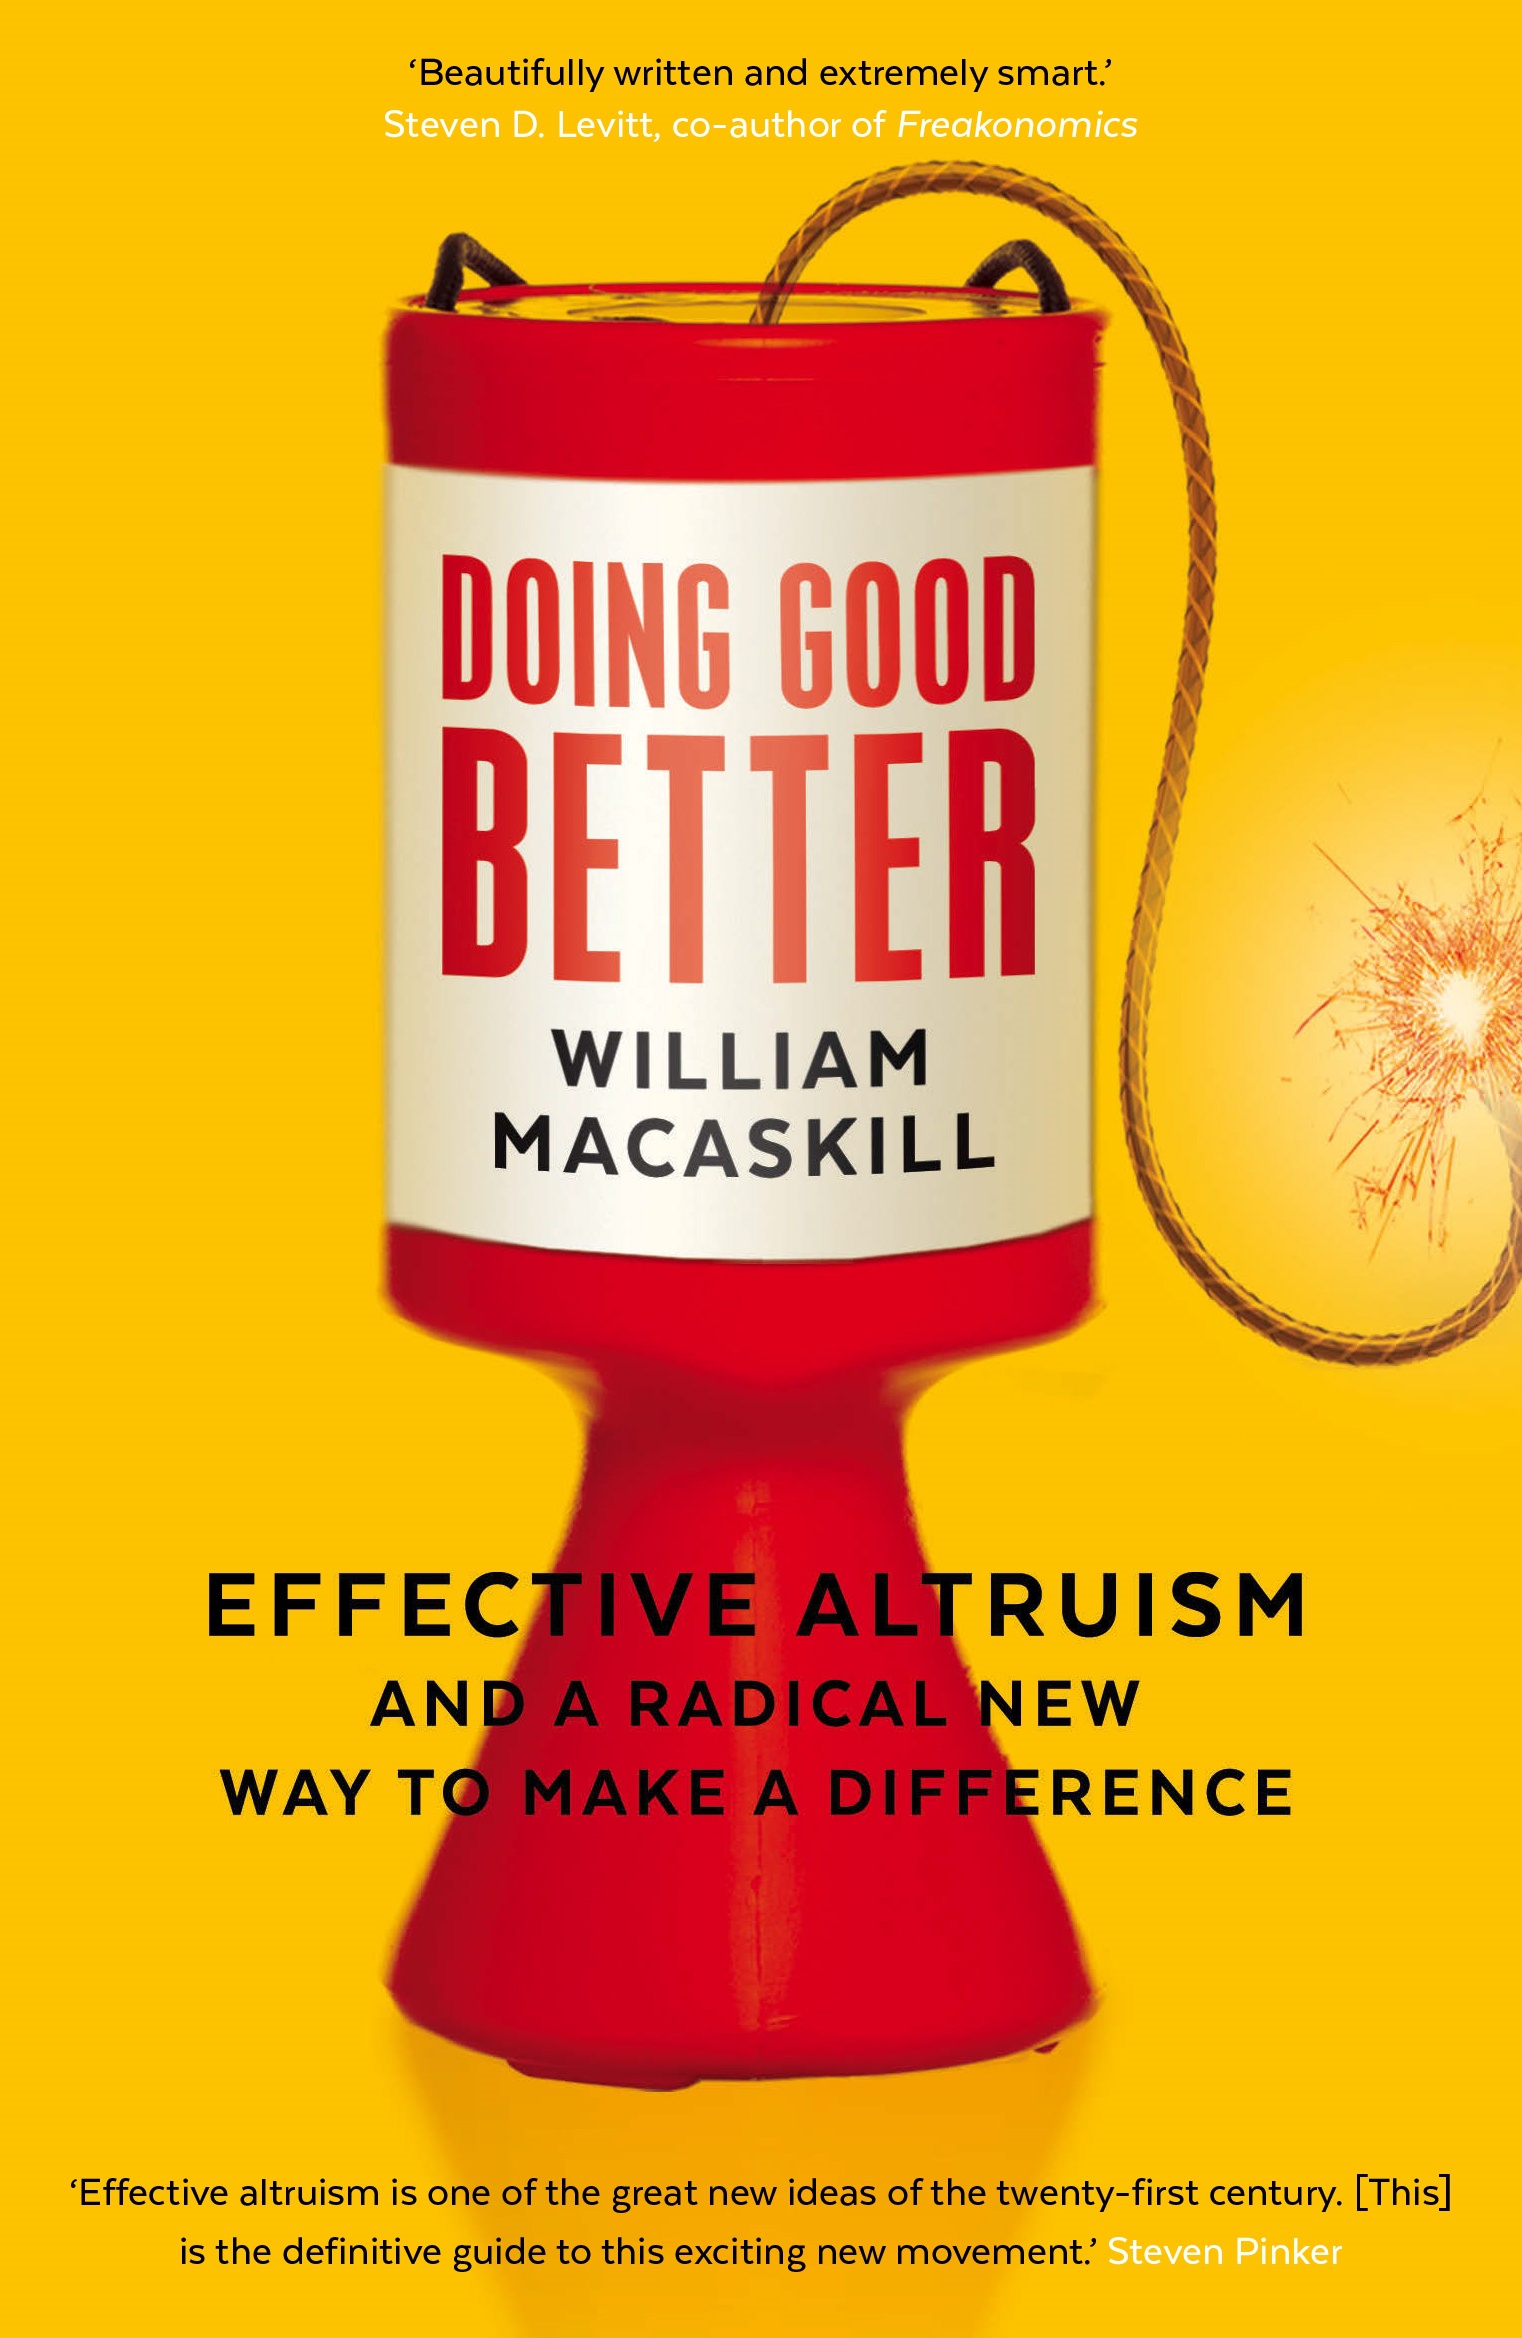 ‘Beautifully written and extremely smart.’
Steven D. Levitt, co-author of Freakonomics
DOING GOOD
BETTER
WILLIAM
MACASKILL
EFFECTIVE ALTRUISM
AND A RADICAL NEW
WAY TO MAKE A DIFFERENCE
‘Effective altruism is one of the great new ideas of the twenty-first century. [This]
is the definitive guide to this exciting new movement.’ Steven Pinker